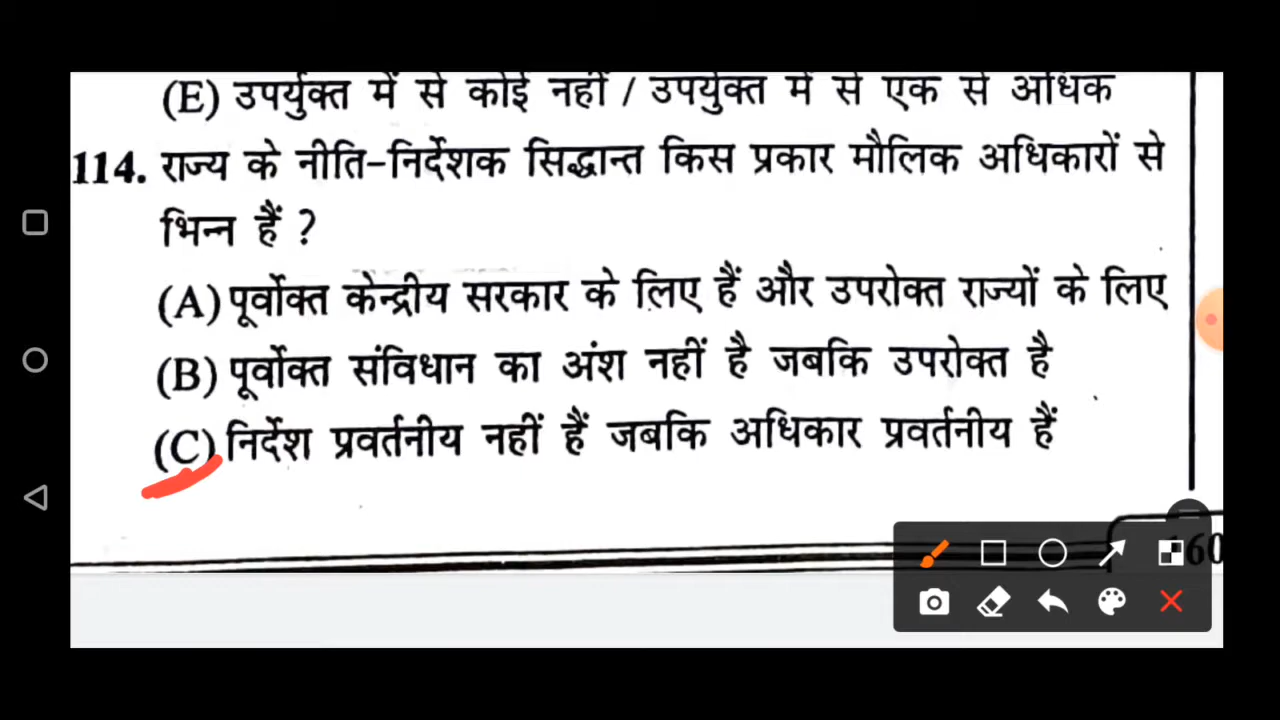 (E) उपर्युक्त में से कोई नहीं / उपर्युक्त में से एक से अधिक
114. राज्य के नीति-निर्देशक सिद्धान्त किस प्रकार मौलिक अधिकारों से
भिन्न हैं ?
(A) पूर्वोक्त केन्द्रीय सरकार के लिए हैं और उपरोक्त राज्यों के लिए
(B) पूर्वोक्त संविधान का अंश नहीं है जबकि उपरोक्त है
(C) निर्देश प्रवर्तनीय नहीं हैं जबकि अधिकार प्रवर्तनीय हैं